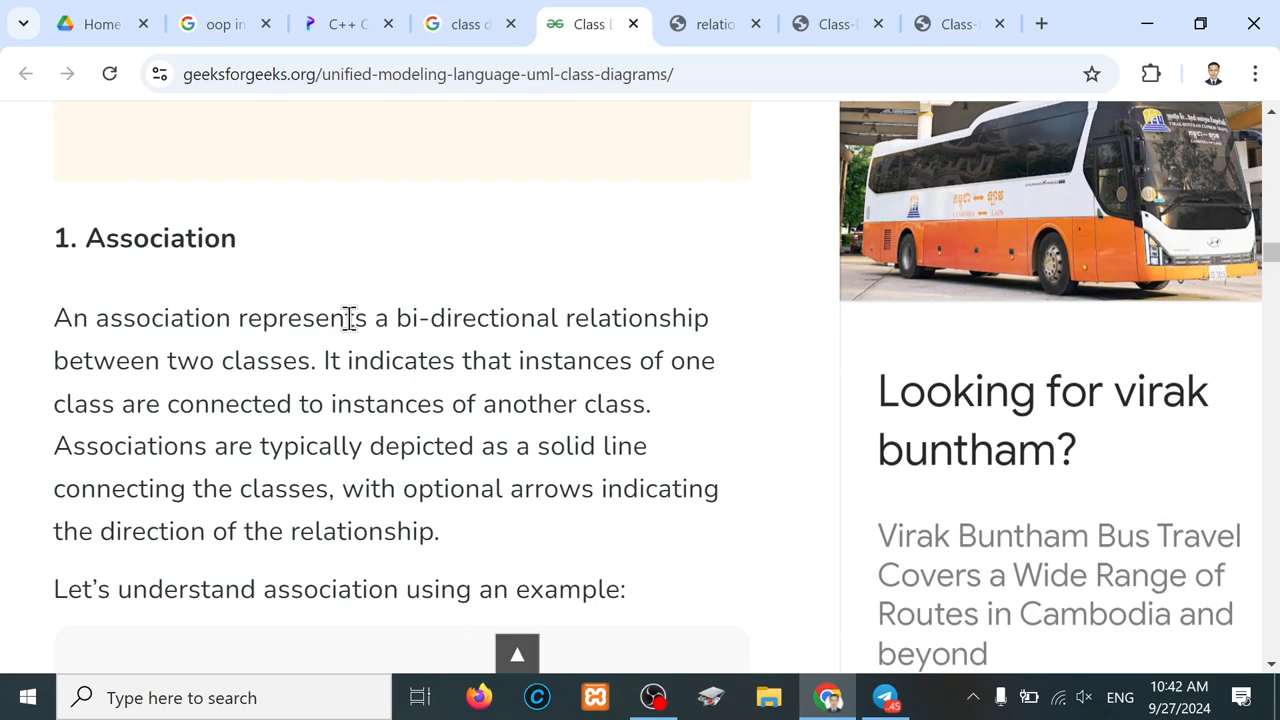 Home
oop in
C++ C
class d
Class D
relatio
Class-
Class-
geeksforgeeks.org/unified-modeling-language-uml-class-diagrams/
1. Association
An association represents a bi-directional relationship
between two classes. It indicates that instances of one
class are connected to instances of another class.
Associations are typically depicted as a solid line
connecting the classes, with optional arrows indicating
the direction of the relationship.
Let’s understand association using an example:
Looking for virak
buntham?
Virak Buntham Bus Travel
Covers a Wide Range of
Routes in Cambodia and
beyond
Type here to search
45
ENG
10:42 AM
9/27/2024